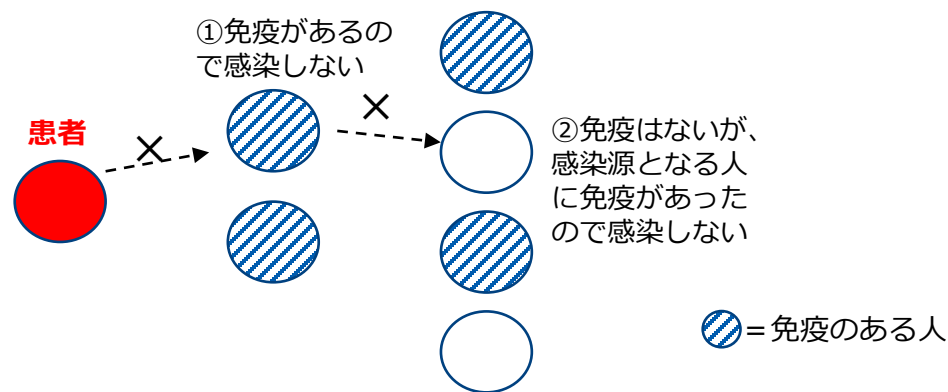 ①免疫があるの
で感染しない
患者
②免疫はないが、
感染源となる人
に免疫があった
ので感染しない
=免疫のある人